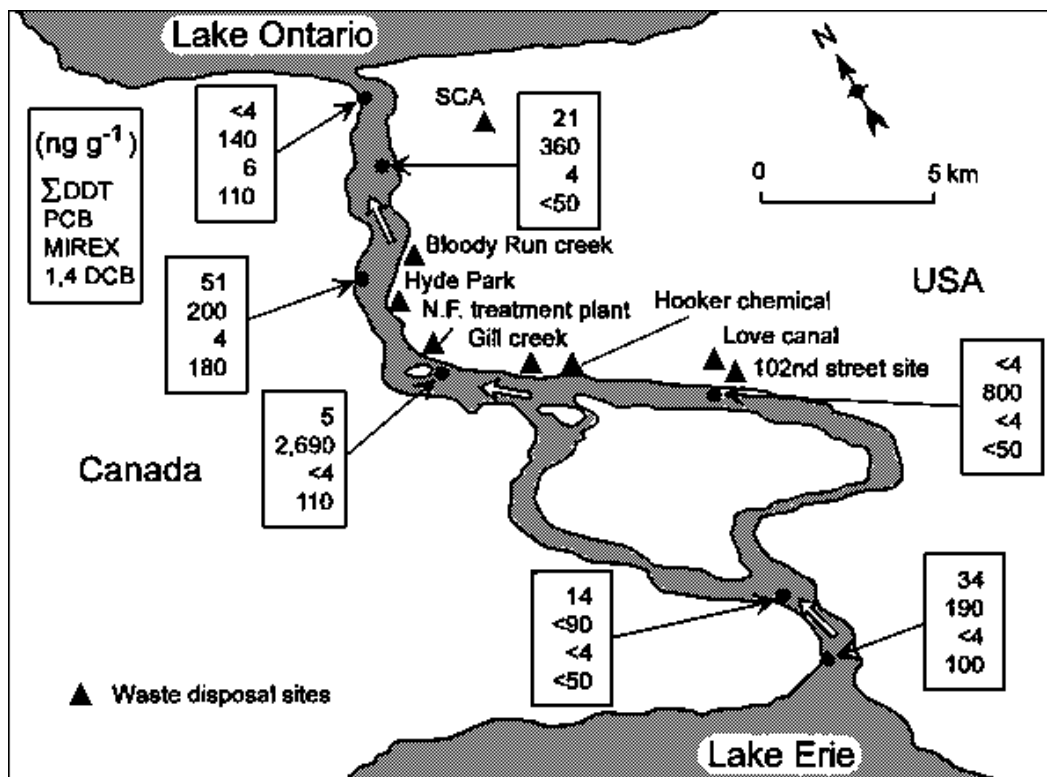 Lake Ontario
N
SCA
(ng g⁻¹)
∑DDT
PCB
MIREX
1,4 DCB
<4
140
6
110
21
360
4
<50
0 5 km
Bloody Run creek
Hyde Park
N.F. treatment plant
Gill creek
Hooker chemical
USA
Love canal
102nd street site
51
200
4
180
<4
800
<4
<50
5
2,690
<4
110
Canada
14
<90
<4
<50
34
190
<4
100
Waste disposal sites
Lake Erie